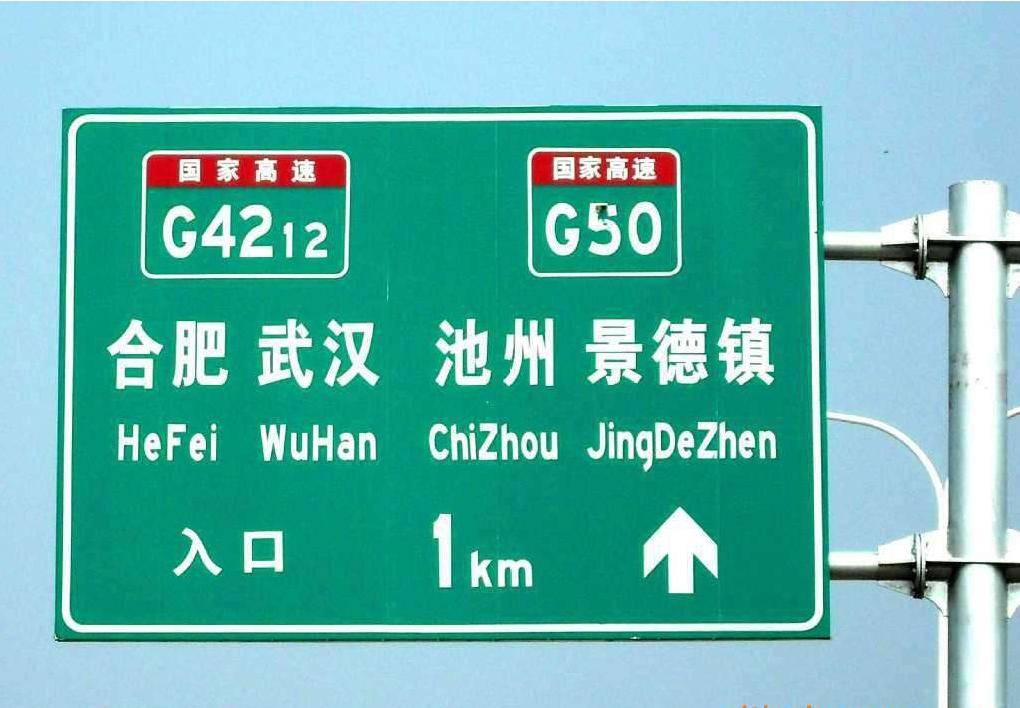 国家高速 国家高速
G4212 G50
合肥 武汉 池州 景德镇
HeFei WuHan ChiZhou JingDeZhen
入口 1km